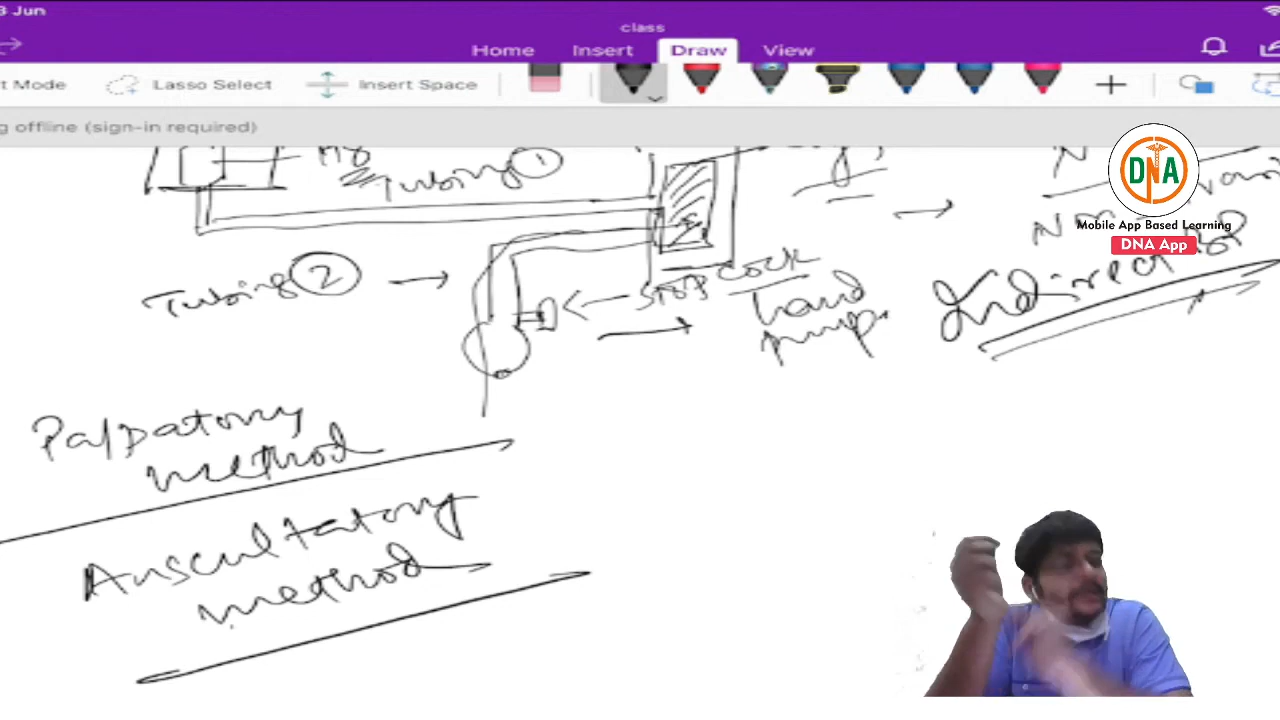 3 Jun
class
Home Insert Draw View
t Mode Lasso Select Insert Space
g offline (sign-in required)
DNA
Mobile App Based Learning
DNA App
Hg
Tubing 1
Tubing 2
stop cock
hand
pump
Indirect BP
Palpatory
method
Auscultatory
method